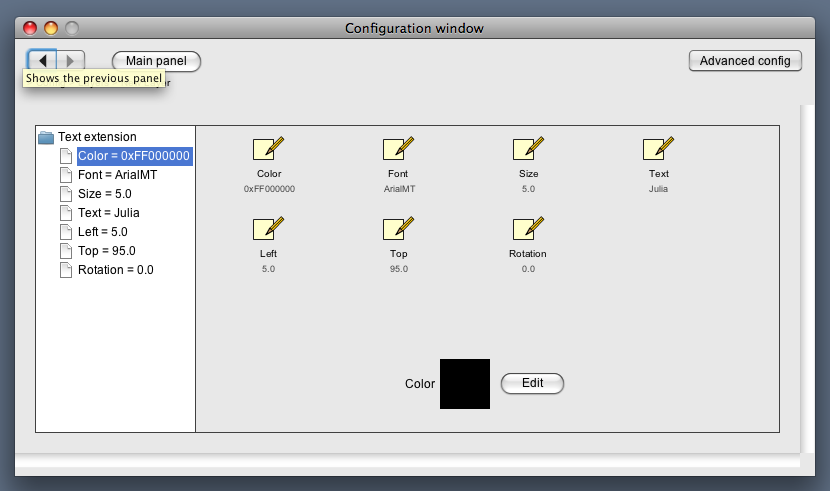 Configuration window
Main panel
Advanced config
Shows the previous panel
Text extension
Color = 0xFF000000
Font = ArialMT
Size = 5.0
Text = Julia
Left = 5.0
Top = 95.0
Rotation = 0.0
Color
Font
Size
Text
0xFF000000
ArialMT
5.0
Julia
Left
Top
Rotation
5.0
95.0
0.0
Color
Edit